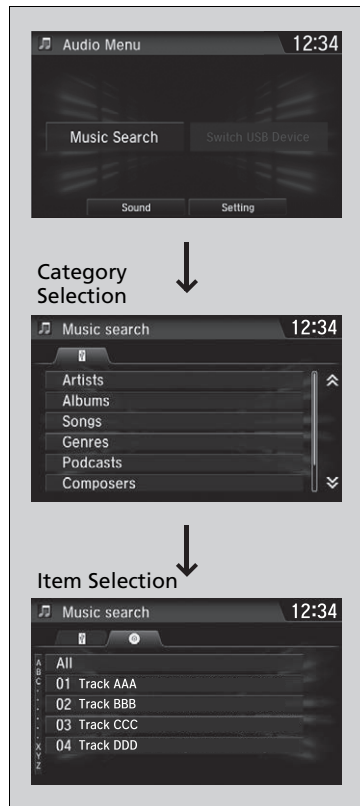 Audio Menu 12:34
Music Search Switch USB Device
Sound Setting
Category
Selection
Music search 12:34
Artists
Albums
Songs
Genres
Podcasts
Composers
Item Selection
Music search 12:34
A
B
C
X
Y
Z
All
01 Track AAA
02 Track BBB
03 Track CCC
04 Track DDD